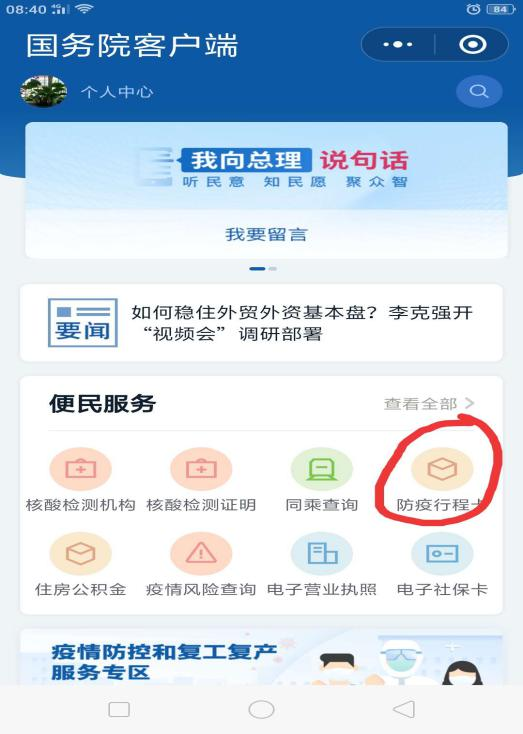 08:40
84
国务院客户端
个人中心
我向总理 说句话
听民意 知民愿 聚众智
我要留言
要闻
如何稳住外贸外资基本盘？李克强开
“视频会”调研部署
便民服务
查看全部
核酸检测机构 核酸检测证明 同乘查询 防疫行程卡
住房公积金 疫情风险查询 电子营业执照 电子社保卡
疫情防控和复工复产
服务专区